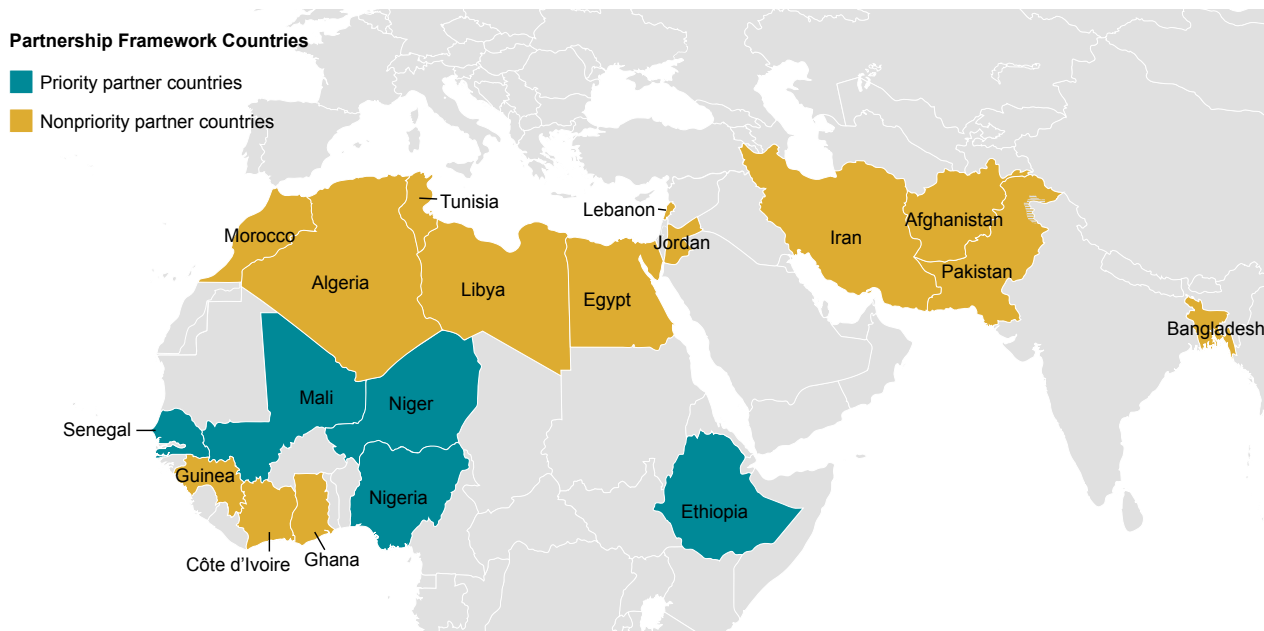 Partnership Framework Countries
Priority partner countries
Nonpriority partner countries
Tunisia
Lebanon
Morocco
Jordan
Afghanistan
Iran
Algeria
Libya
Egypt
Pakistan
Bangladesh
Mali
Niger
Senegal
Guinea
Nigeria
Ethiopia
Côte d’Ivoire
Ghana